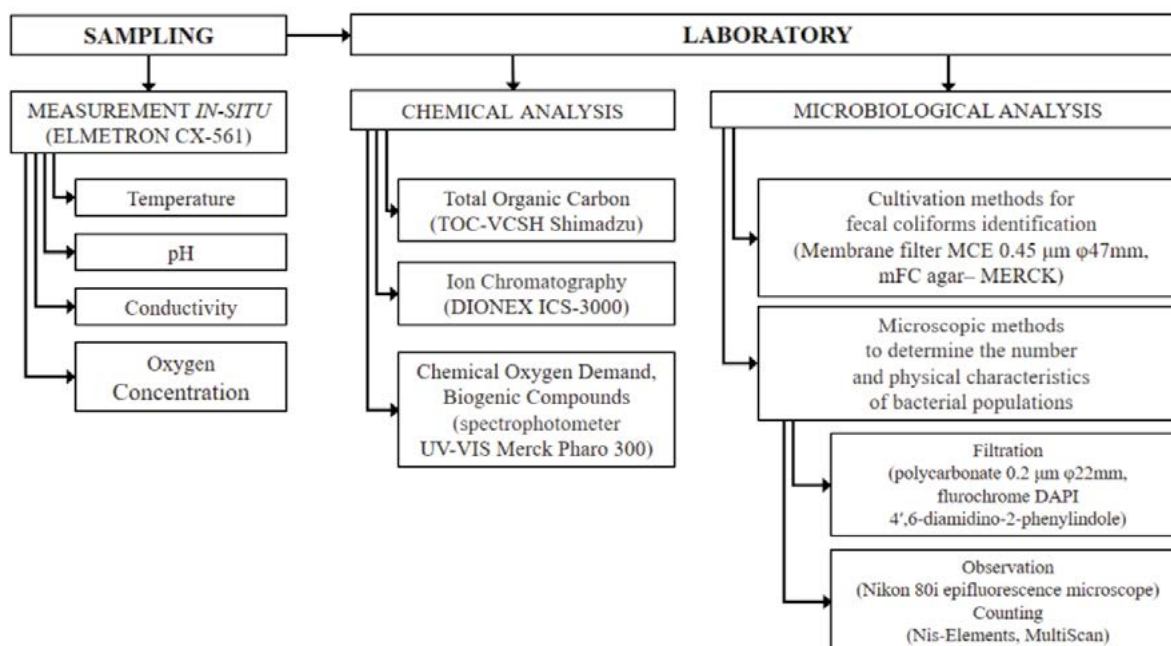 SAMPLING
LABORATORY
MEASUREMENT IN-SITU
(ELMETRON CX-561)
Temperature
pH
Conductivity
Oxygen
Concentration
CHEMICAL ANALYSIS
Total Organic Carbon
(TOC-VCSH Shimadzu)
Ion Chromatography
(DIONEX ICS-3000)
Chemical Oxygen Demand,
Biogenic Compounds
(spectrophotometer
UV-VIS Merck Pharo 300)
MICROBIOLOGICAL ANALYSIS
Cultivation methods for
fecal coliforms identification
(Membrane filter MCE 0.45 μm φ47mm,
mFC agar– MERCK)
Microscopic methods
to determine the number
and physical characteristics
of bacterial populations
Filtration
(polycarbonate 0.2 μm φ22mm,
flurochrome DAPI
4′,6-diamidino-2-phenylindole)
Observation
(Nikon 80i epifluorescence microscope)
Counting
(Nis-Elements, MultiScan)